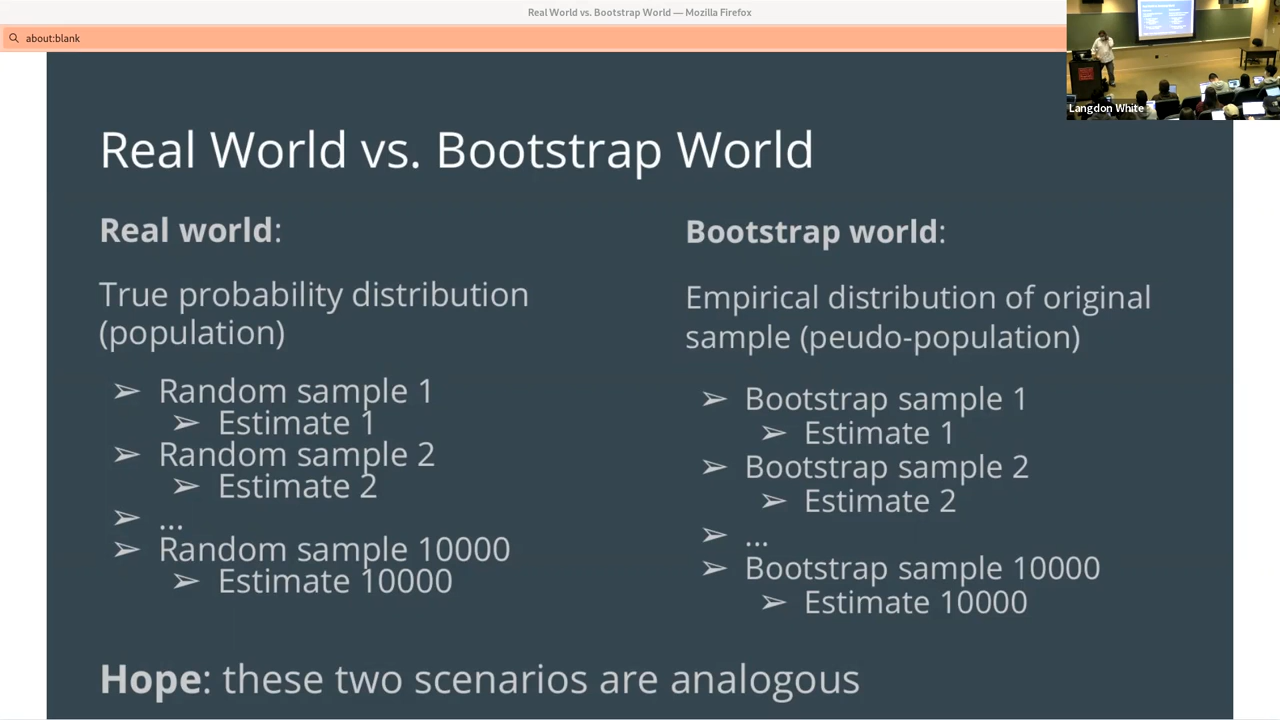 Real World vs. Bootstrap World — Mozilla Firefox
about:blank
Langdon White
Real World vs. Bootstrap World
Real world:
True probability distribution
(population)
➢ Random sample 1
➢ Estimate 1
➢ Random sample 2
➢ Estimate 2
➢ ...
➢ Random sample 10000
➢ Estimate 10000
Bootstrap world:
Empirical distribution of original
sample (peudo-population)
➢ Bootstrap sample 1
➢ Estimate 1
➢ Bootstrap sample 2
➢ Estimate 2
➢ ...
➢ Bootstrap sample 10000
➢ Estimate 10000
Hope: these two scenarios are analogous